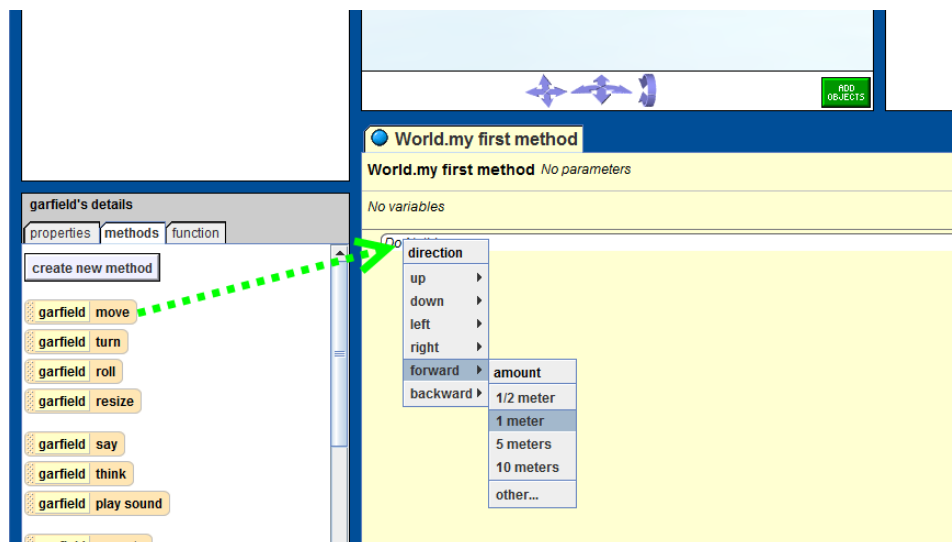 ADD
OBJECTS
World.my first method
World.my first method No parameters
No variables
garfield's details
properties methods function
create new method
garfield move
garfield turn
garfield roll
garfield resize
garfield say
garfield think
garfield play sound
Do
direction
up
down
left
right
forward
backward
amount
1/2 meter
1 meter
5 meters
10 meters
other...